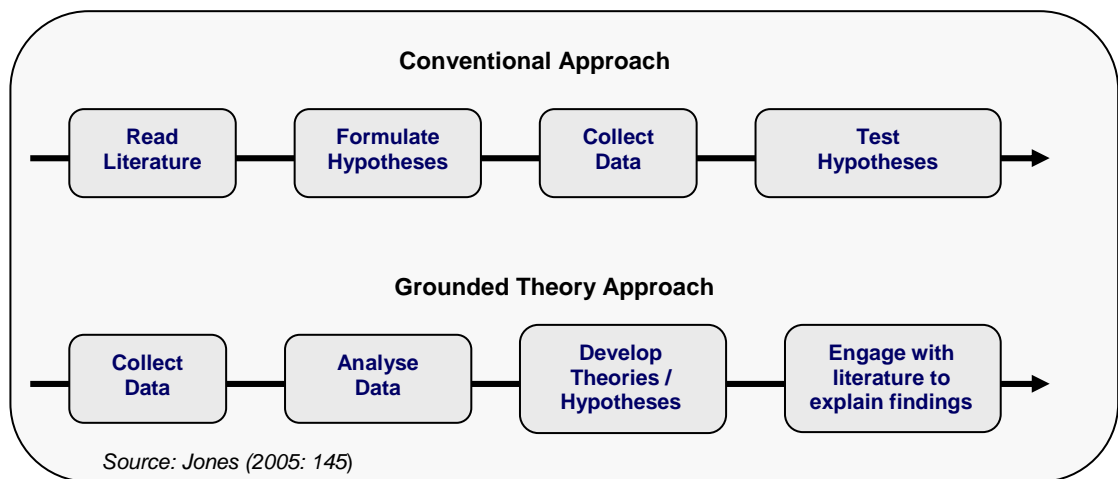 Conventional Approach
Read
Literature
Formulate
Hypotheses
Collect
Data
Test
Hypotheses
Grounded Theory Approach
Collect
Data
Analyse
Data
Develop
Theories /
Hypotheses
Engage with
literature to
explain findings
Source: Jones (2005: 145)